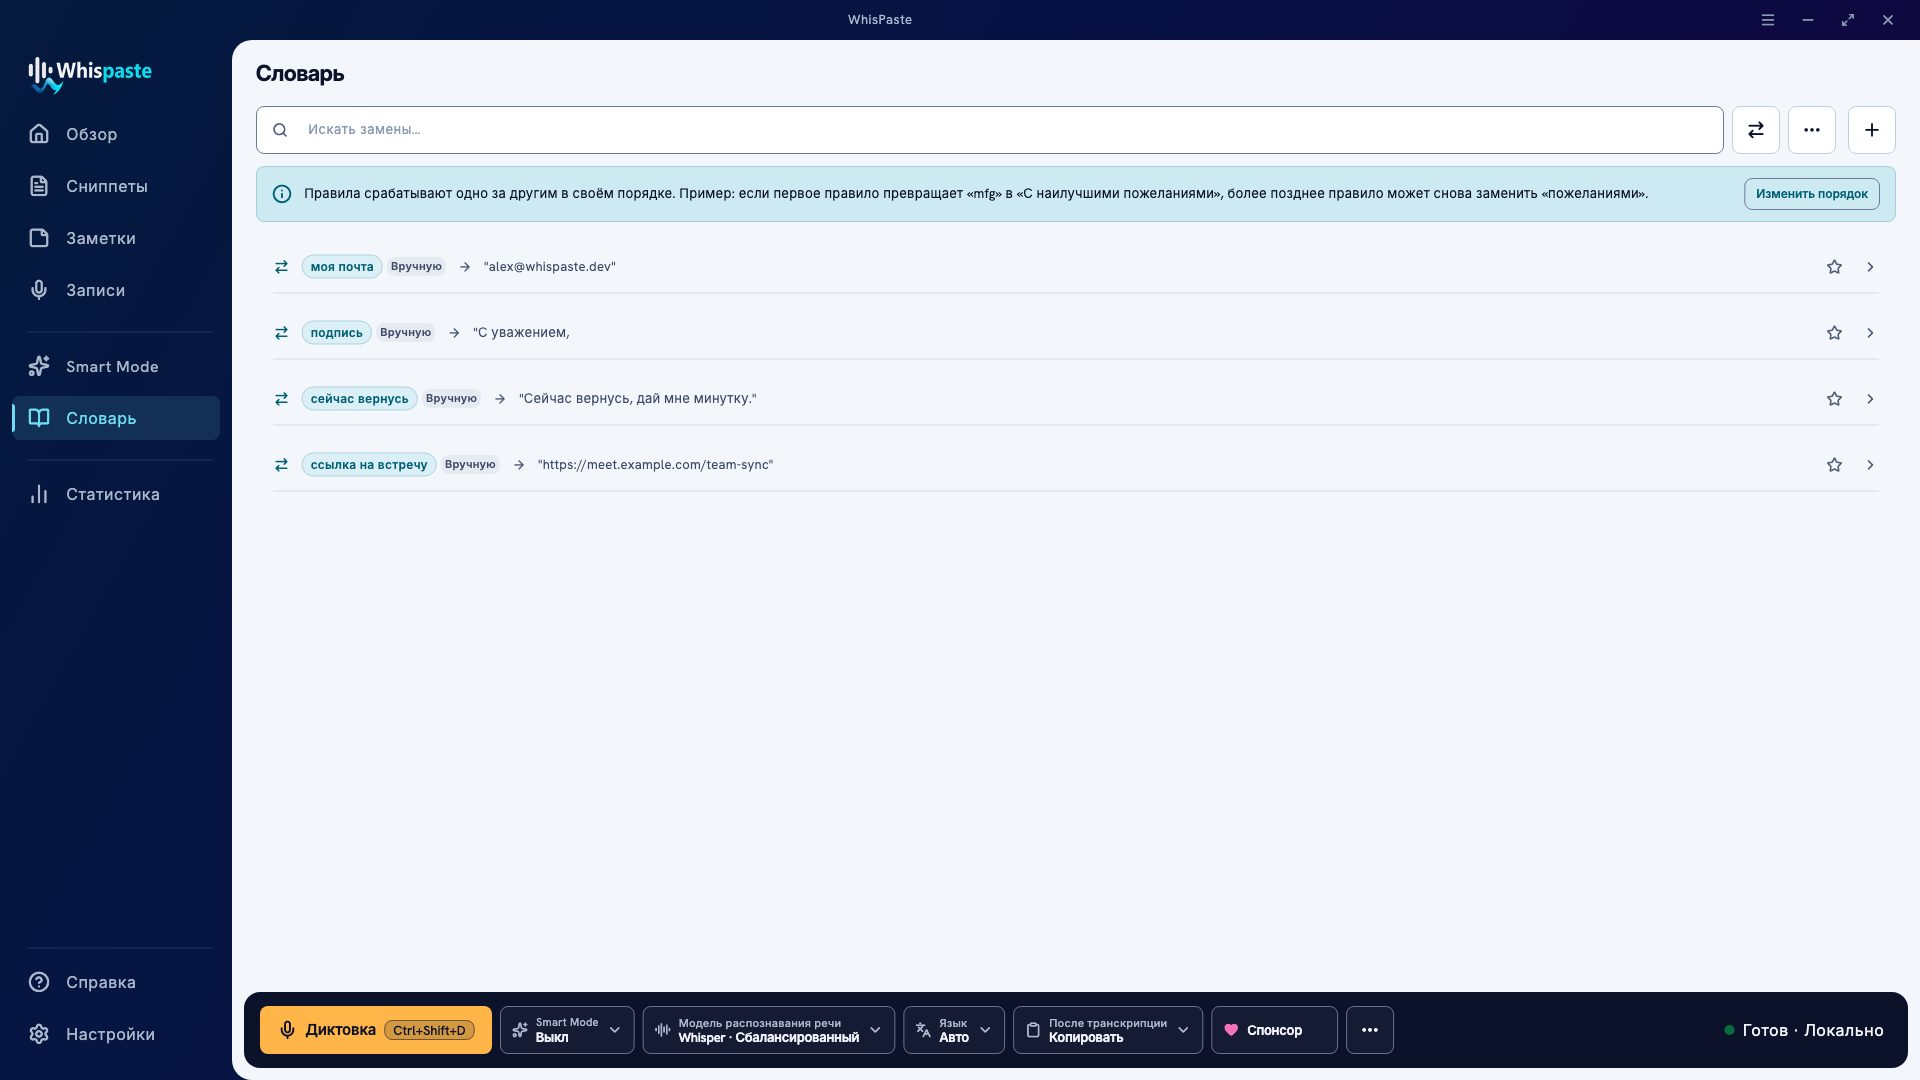 WhisPaste
Whispaste
Обзор
Сниппеты
Заметки
Записи
Smart Mode
Словарь
Статистика
Справка
Настройки
Словарь
Искать замены...
Правила срабатывают одно за другим в своём порядке. Пример: если первое правило превращает «mfg» в «С наилучшими пожеланиями», более позднее правило может снова заменить «пожеланиями».
Изменить порядок
моя почта Вручную → "alex@whispaste.dev"
подпись Вручную → "С уважением,
сейчас вернусь Вручную → "Сейчас вернусь, дай мне минутку."
ссылка на встречу Вручную → "https://meet.example.com/team-sync"
Диктовка Ctrl+Shift+D
Smart Mode
Выкл
Модель распознавания речи
Whisper · Сбалансированный
Язык
Авто
После транскрипции
Копировать
Спонсор
Готов · Локально